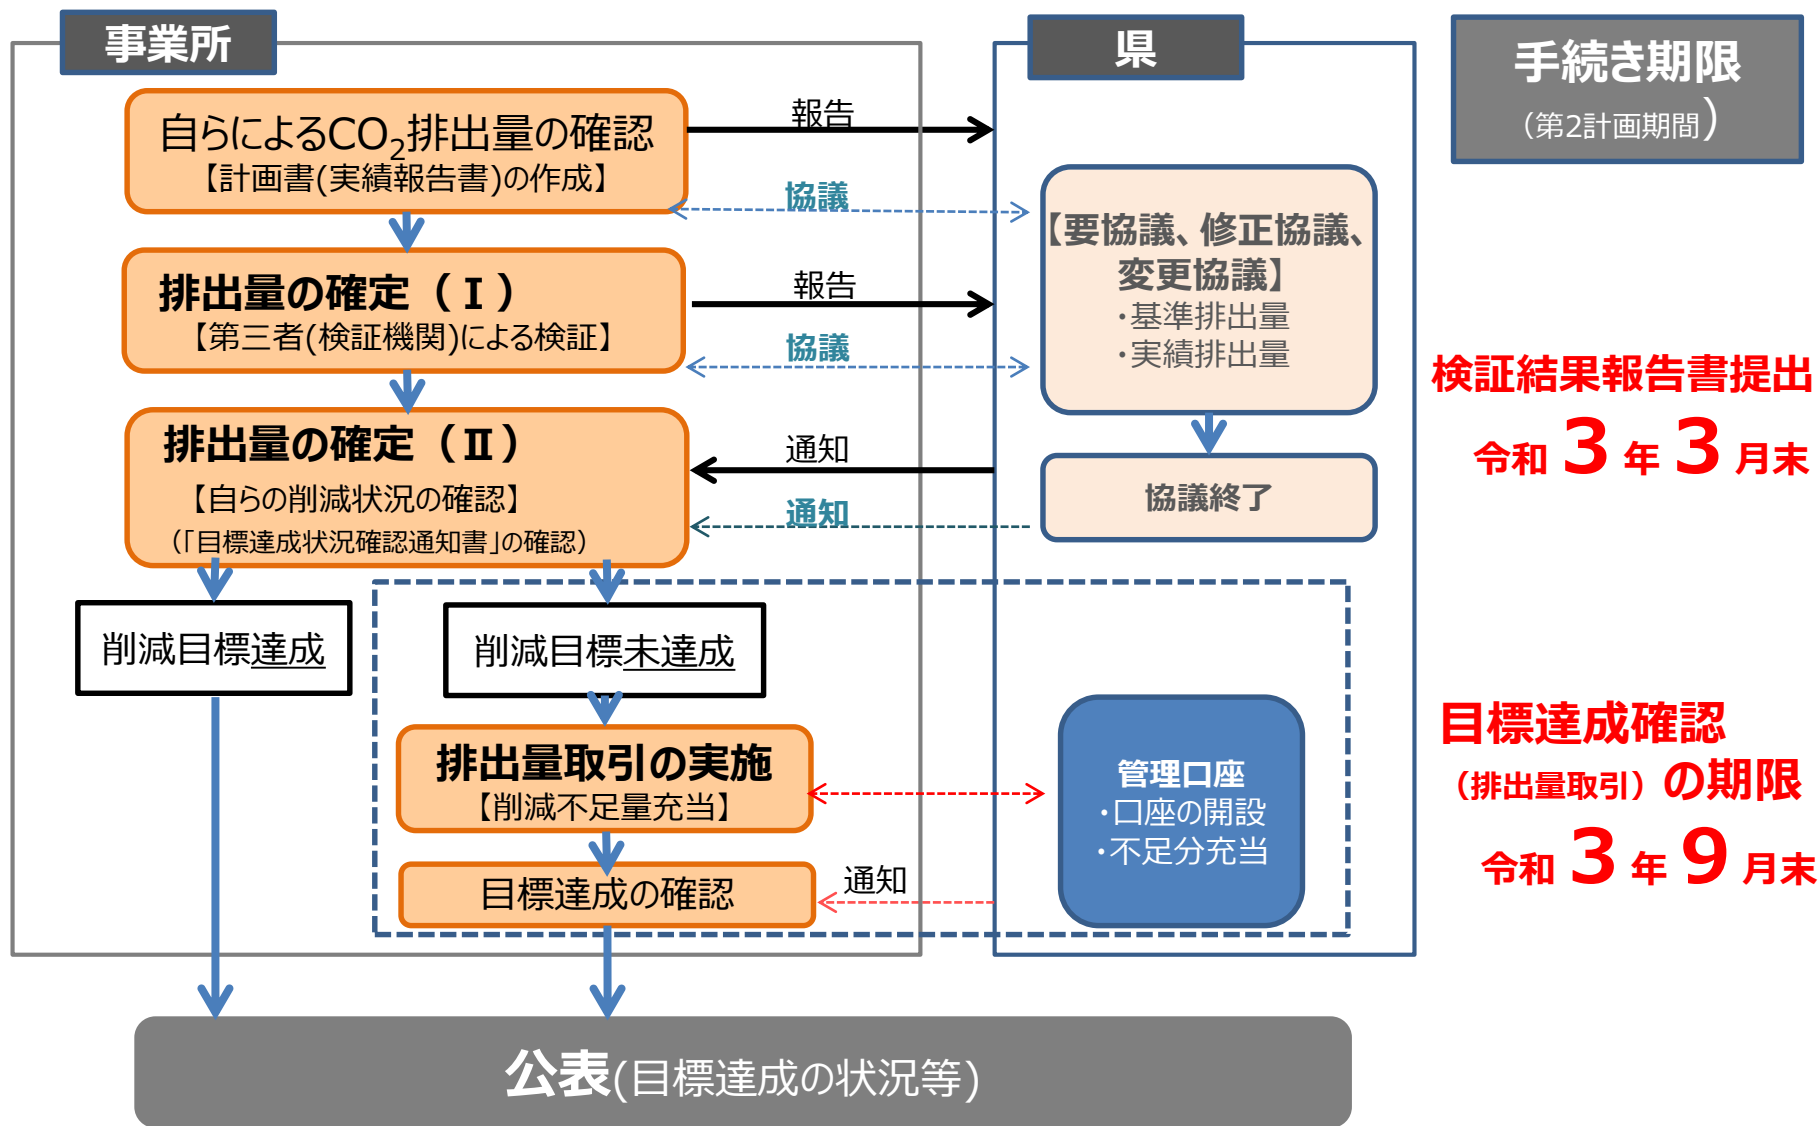 事業所
県
手続き期限
（第2計画期間）
自らによるCO₂排出量の確認
【計画書(実績報告書)の作成】
報告
協議
【要協議、修正協議、
変更協議】
・基準排出量
・実績排出量
排出量の確定（Ⅰ）
【第三者(検証機関)による検証】
報告
協議
検証結果報告書提出
令和３年３月末
排出量の確定（Ⅱ）
【自らの削減状況の確認】
（｢目標達成状況確認通知書｣の確認）
通知
通知
協議終了
削減目標達成
削減目標未達成
排出量取引の実施
【削減不足量充当】
管理口座
・口座の開設
・不足分充当
目標達成確認
（排出量取引）の期限
令和３年９月末
目標達成の確認
通知
公表(目標達成の状況等)